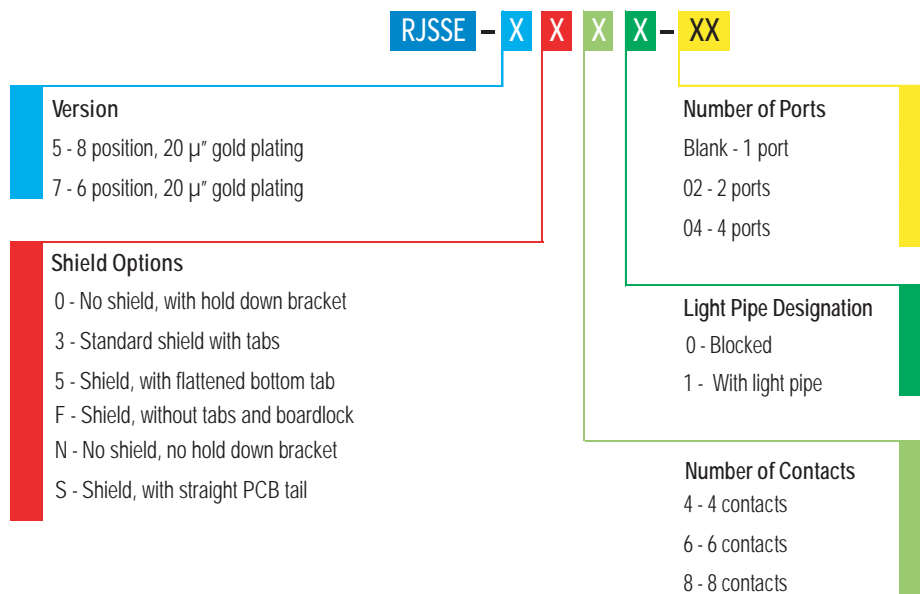 RJSSE - X X X X - XX
Version
5 - 8 position, 20 µ" gold plating
7 - 6 position, 20 µ" gold plating
Shield Options
0 - No shield, with hold down bracket
3 - Standard shield with tabs
5 - Shield, with flattened bottom tab
F - Shield, without tabs and boardlock
N - No shield, no hold down bracket
S - Shield, with straight PCB tail
Number of Ports
Blank - 1 port
02 - 2 ports
04 - 4 ports
Light Pipe Designation
0 - Blocked
1 - With light pipe
Number of Contacts
4 - 4 contacts
6 - 6 contacts
8 - 8 contacts